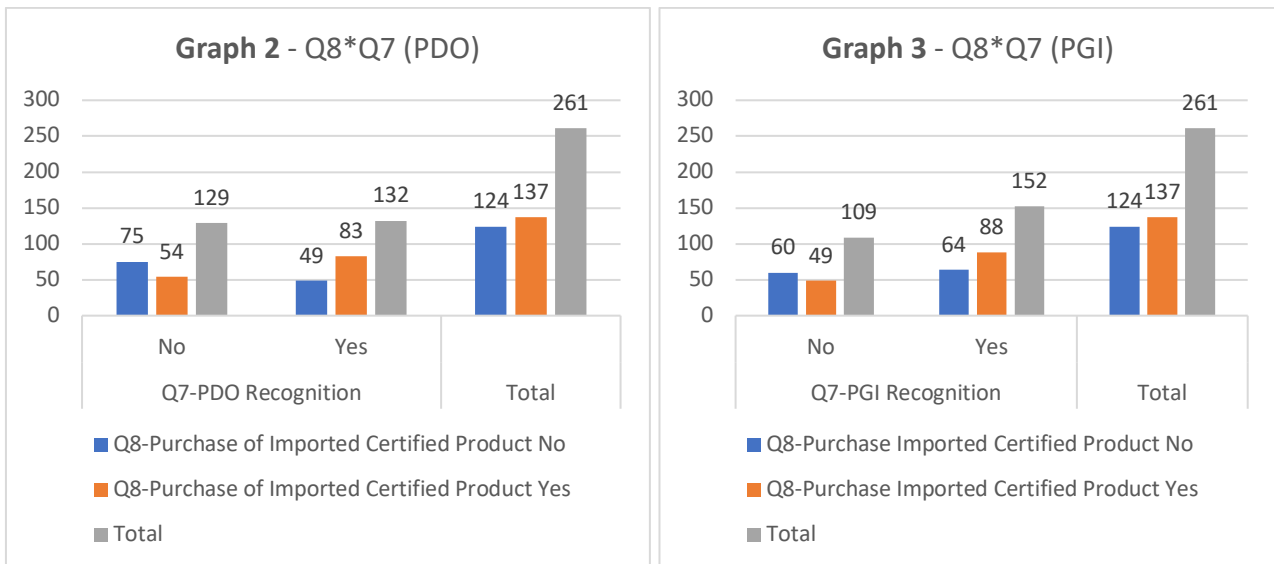 Graph 2 - Q8*Q7 (PDO)
300
250
200
150
100
50
0
75
54
129
49
83
132
124
137
261
No
Yes
Q7-PDO Recognition
Total
Q8-Purchase of Imported Certified Product No
Q8-Purchase of Imported Certified Product Yes
Total
Graph 3 - Q8*Q7 (PGI)
300
250
200
150
100
50
0
60
49
109
64
88
152
124
137
261
No
Yes
Q7-PGI Recognition
Total
Q8-Purchase Imported Certified Product No
Q8-Purchase Imported Certified Product Yes
Total